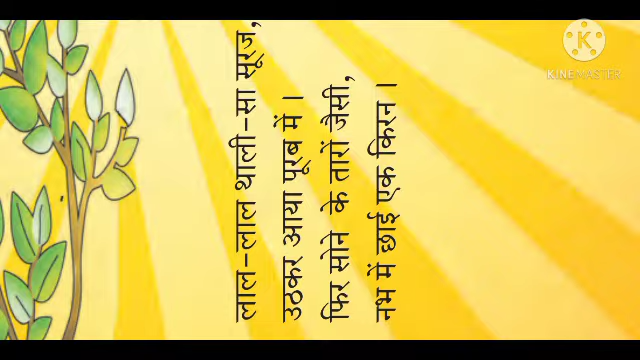 लाल-लाल थाली-सा सूरज,
उठकर आया पूरब में ।
फिर सोने के तारों जैसी,
नभ में छाई एक किरन ।
KINEMASTER